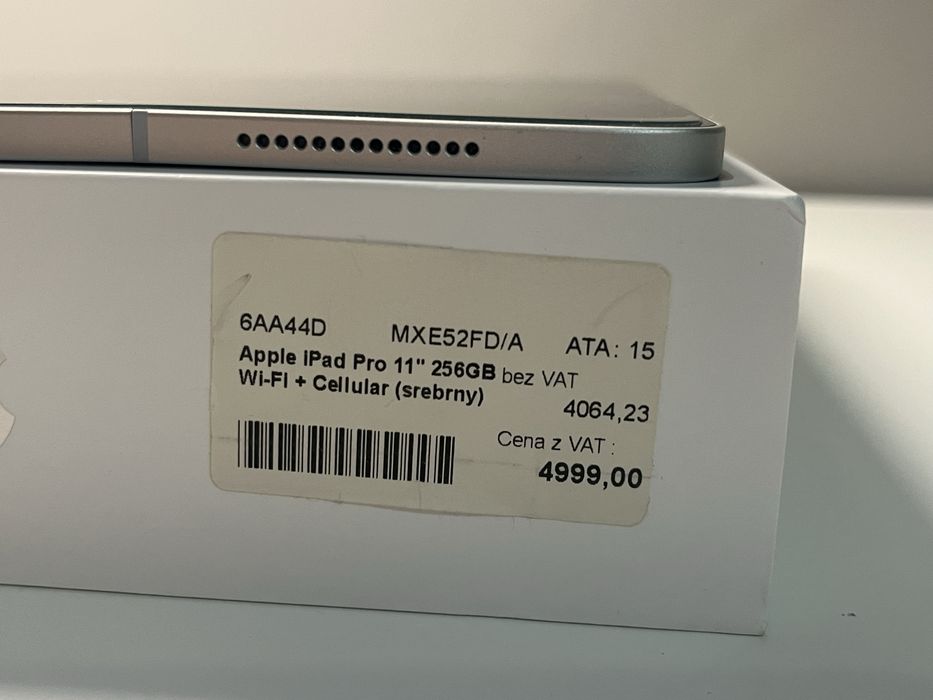 6AA44D MXE52FD/A ATA: 15
Apple iPad Pro 11" 256GB bez VAT
Wi-FI + Cellular (srebrny) 4064,23
Cena z VAT :
4999,00